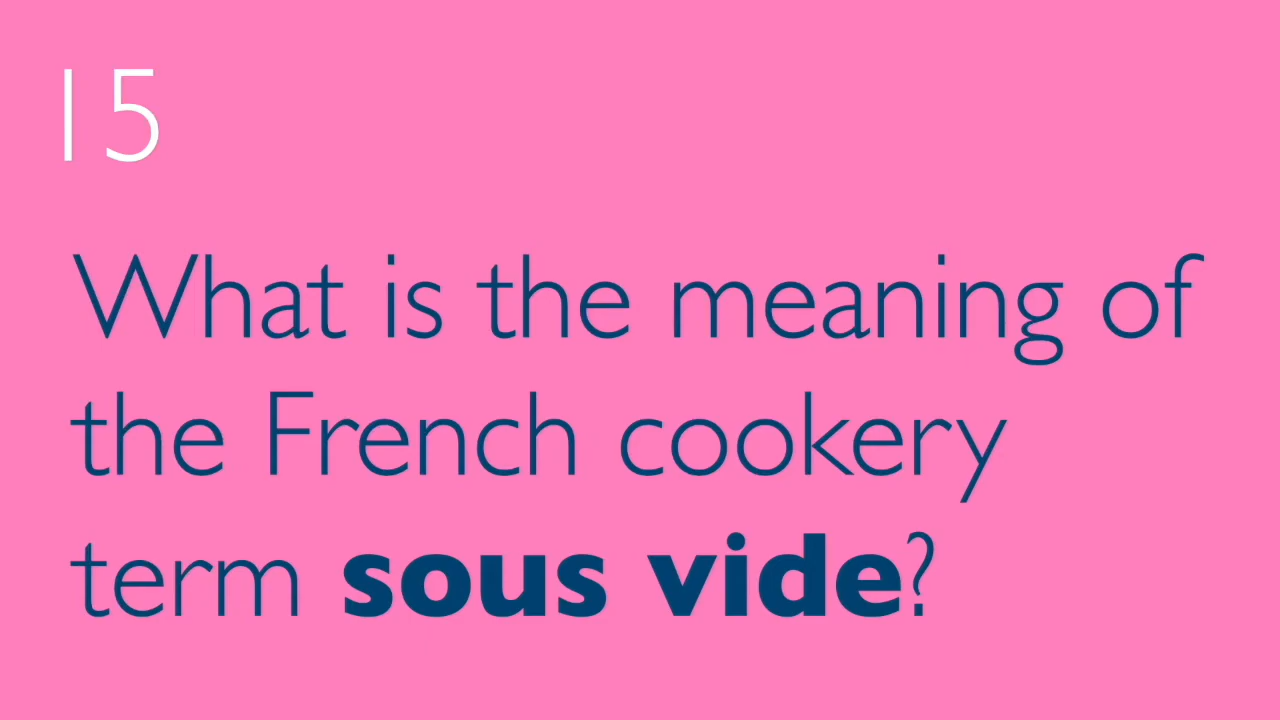 15
What is the meaning of
the French cookery
term sous vide?